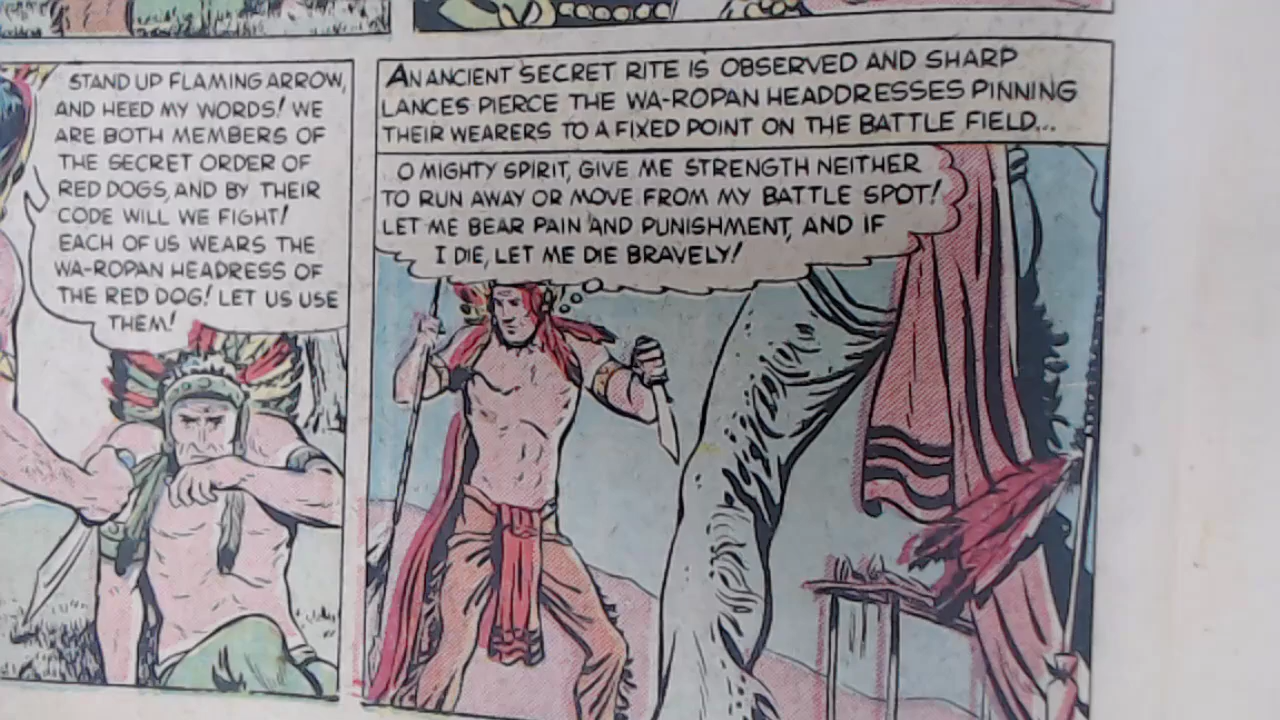 STAND UP FLAMING ARROW,
AND HEED MY WORDS! WE
ARE BOTH MEMBERS OF
THE SECRET ORDER OF
RED DOGS, AND BY THEIR
CODE WILL WE FIGHT!
EACH OF US WEARS THE
WA-ROPAN HEADRESS OF
THE RED DOG! LET US USE
THEM!
AN ANCIENT SECRET RITE IS OBSERVED AND SHARP
LANCES PIERCE THE WA-ROPAN HEADDRESSES PINNING
THEIR WEARERS TO A FIXED POINT ON THE BATTLE FIELD...
O MIGHTY SPIRIT, GIVE ME STRENGTH NEITHER
TO RUN AWAY OR MOVE FROM MY BATTLE SPOT!
LET ME BEAR PAIN AND PUNISHMENT, AND IF
I DIE, LET ME DIE BRAVELY!